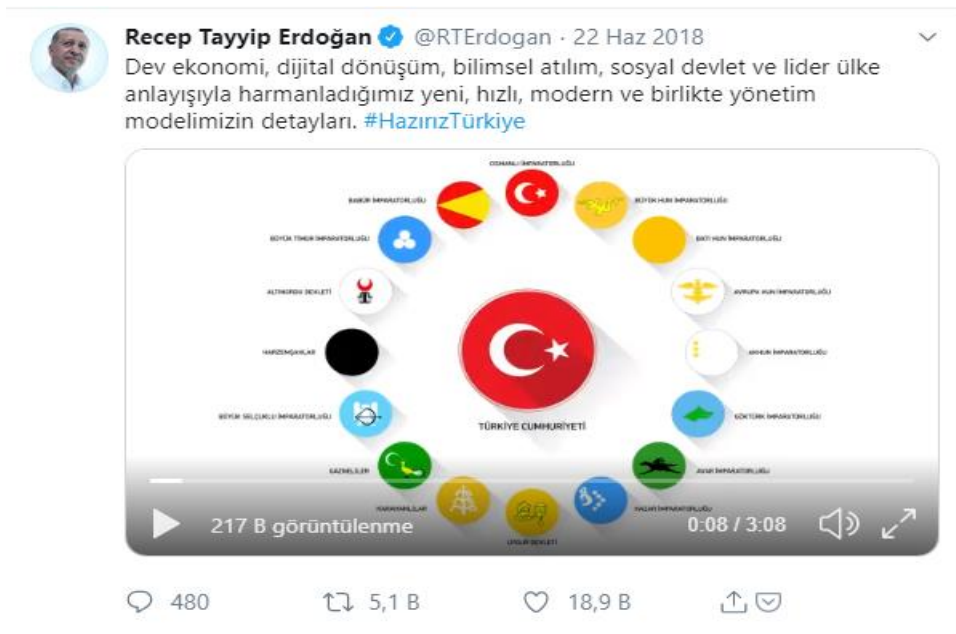 Recep Tayyip Erdoğan @RTErdogan · 22 Haz 2018
Dev ekonomi, dijital dönüşüm, bilimsel atılım, sosyal devlet ve lider ülke
anlayışıyla harmanladığımız yeni, hızlı, modern ve birlikte yönetim
modelimizin detayları. #HazırızTürkiye
OSMANLI İMPARATORLUĞU
BABÜR İMPARATORLUĞU
BÜYÜK HUN İMPARATORLUĞU
BÜYÜK TİMUR İMPARATORLUĞU
BATI HUN İMPARATORLUĞU
ALTINORDU DEVLETİ
AVRUPA HUN İMPARATORLUĞU
HARZEMŞAHLAR
AKHUN İMPARATORLUĞU
BÜYÜK SELÇUKLU İMPARATORLUĞU
GÖKTÜRK İMPARATORLUĞU
TÜRKİYE CUMHURİYETİ
GAZNELİLER
AVAR İMPARATORLUĞU
KARAHANLILAR
HAZAR İMPARATORLUĞU
UYGUR DEVLETİ
217 B görüntülenme
0:08 / 3:08
480
5,1 B
18,9 B